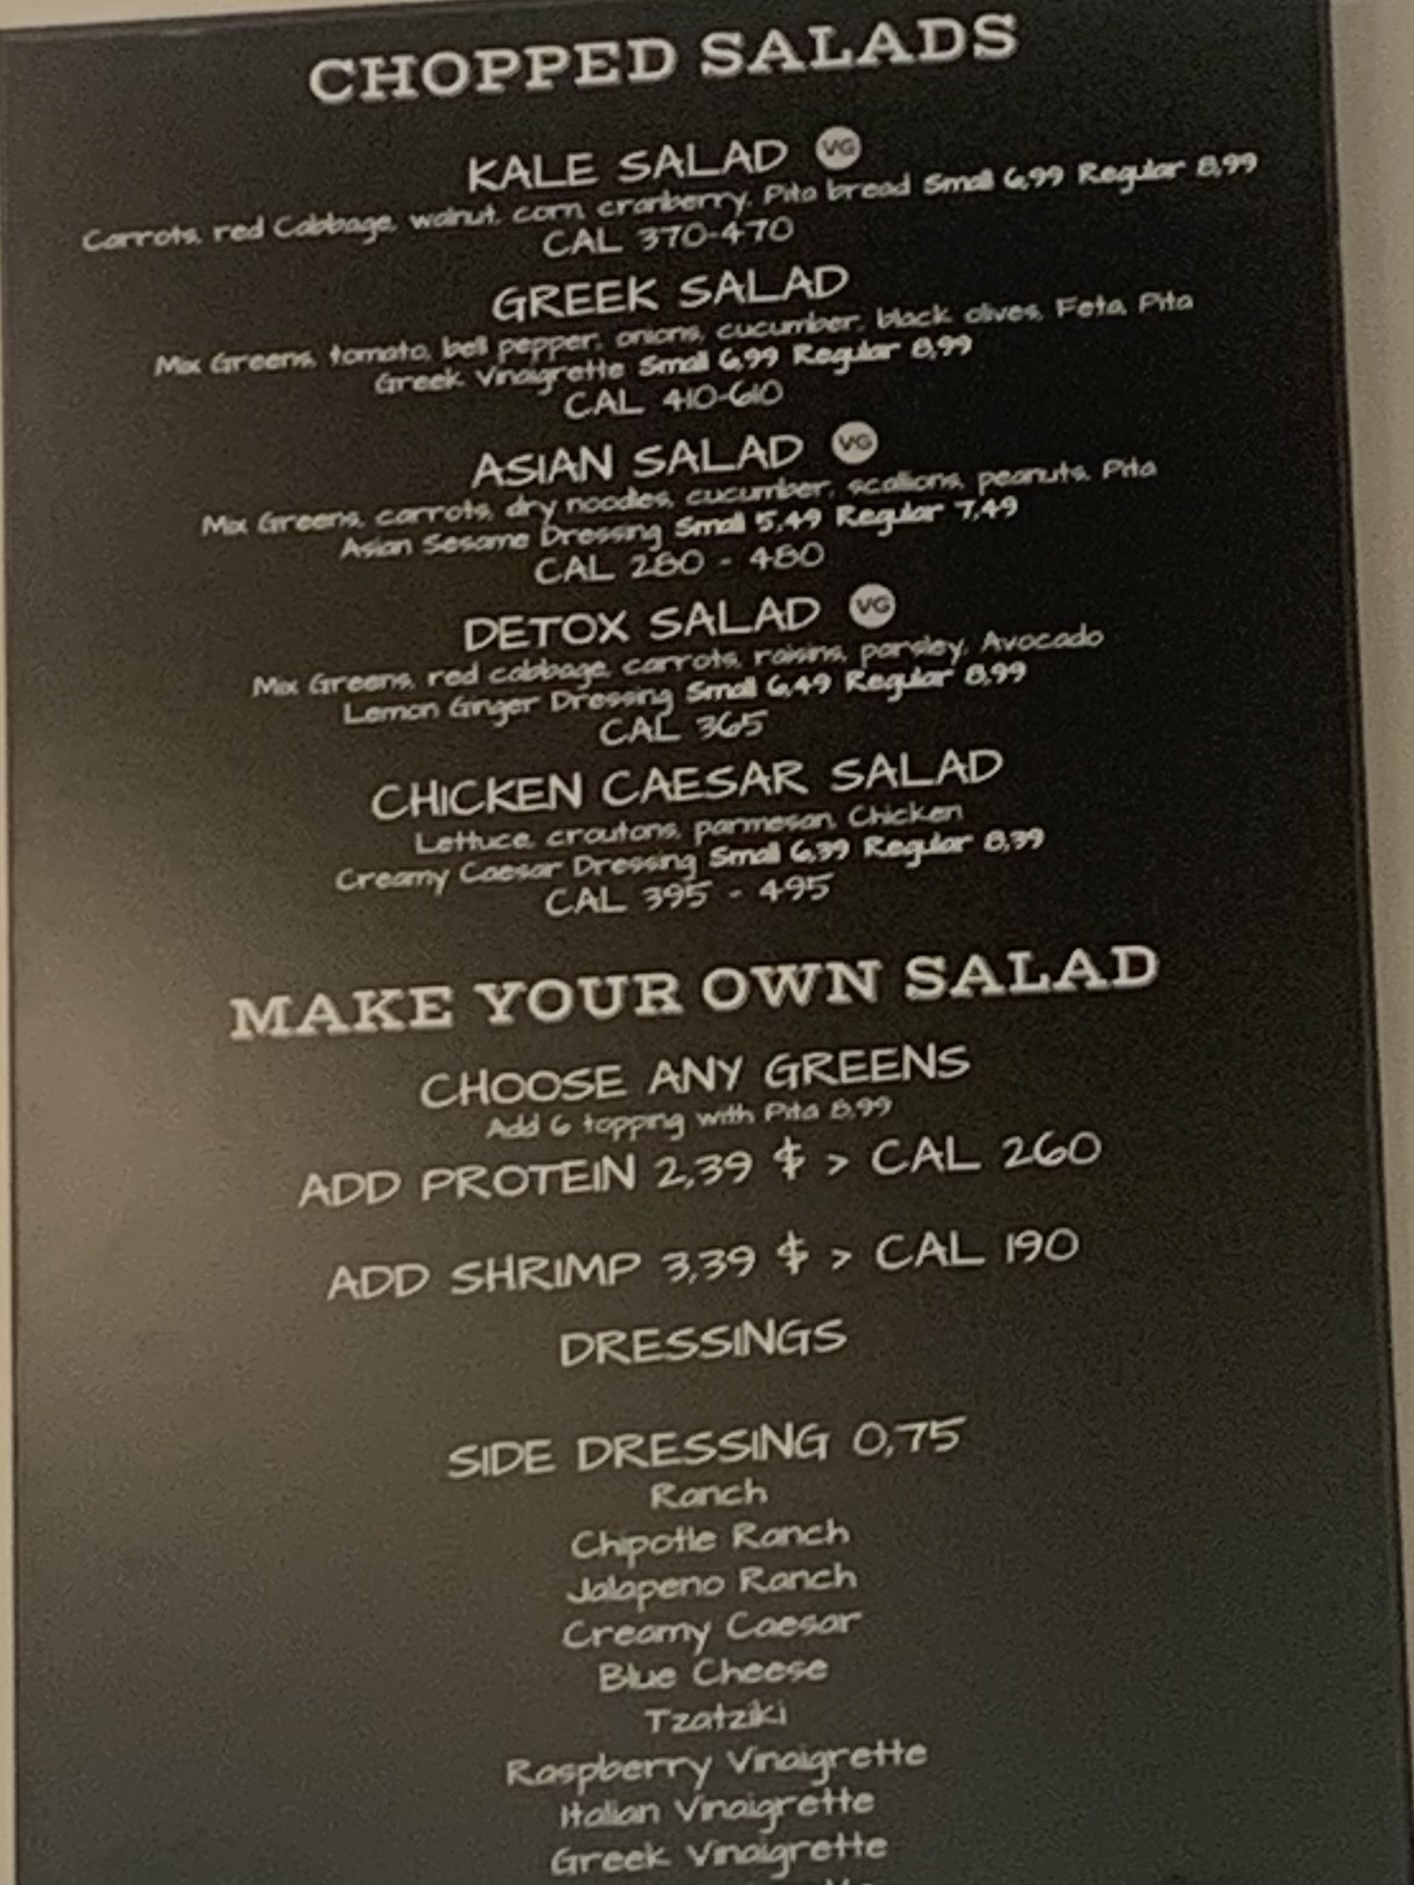 CHOPPED SALADS
KALE SALAD VG
Carrots, red Cabbage, walnut, corn, cranberry, Pita bread Small 6,99 Regular 8,99
CAL 370-470
GREEK SALAD
Mix Greens, tomato, bell pepper, onions, cucumber, black olives, Feta, Pita
Greek Vinaigrette Small 6,99 Regular 8,99
CAL 410-610
ASIAN SALAD VG
Mix Greens, carrots, dry noodles, cucumber, scallions, peanuts, Pita
Asian Sesame Dressing Small 5,49 Regular 7,49
CAL 280 - 480
DETOX SALAD VG
Mix Greens, red cabbage, carrots, raisins, parsley, Avocado
Lemon Ginger Dressing Small 6,49 Regular 8,99
CAL 365
CHICKEN CAESAR SALAD
Lettuce, croutons, parmesan, Chicken
Creamy Caesar Dressing Small 6,39 Regular 8,39
CAL 395 - 495
MAKE YOUR OWN SALAD
CHOOSE ANY GREENS
Add 6 topping with Pita 8,99
ADD PROTEIN 2,39 $ > CAL 260
ADD SHRIMP 3,39 $ > CAL 190
DRESSINGS
SIDE DRESSING 0,75
Ranch
Chipotle Ranch
Jalapeno Ranch
Creamy Caesar
Blue Cheese
Tzatziki
Raspberry Vinaigrette
Italian Vinaigrette
Greek Vinaigrette